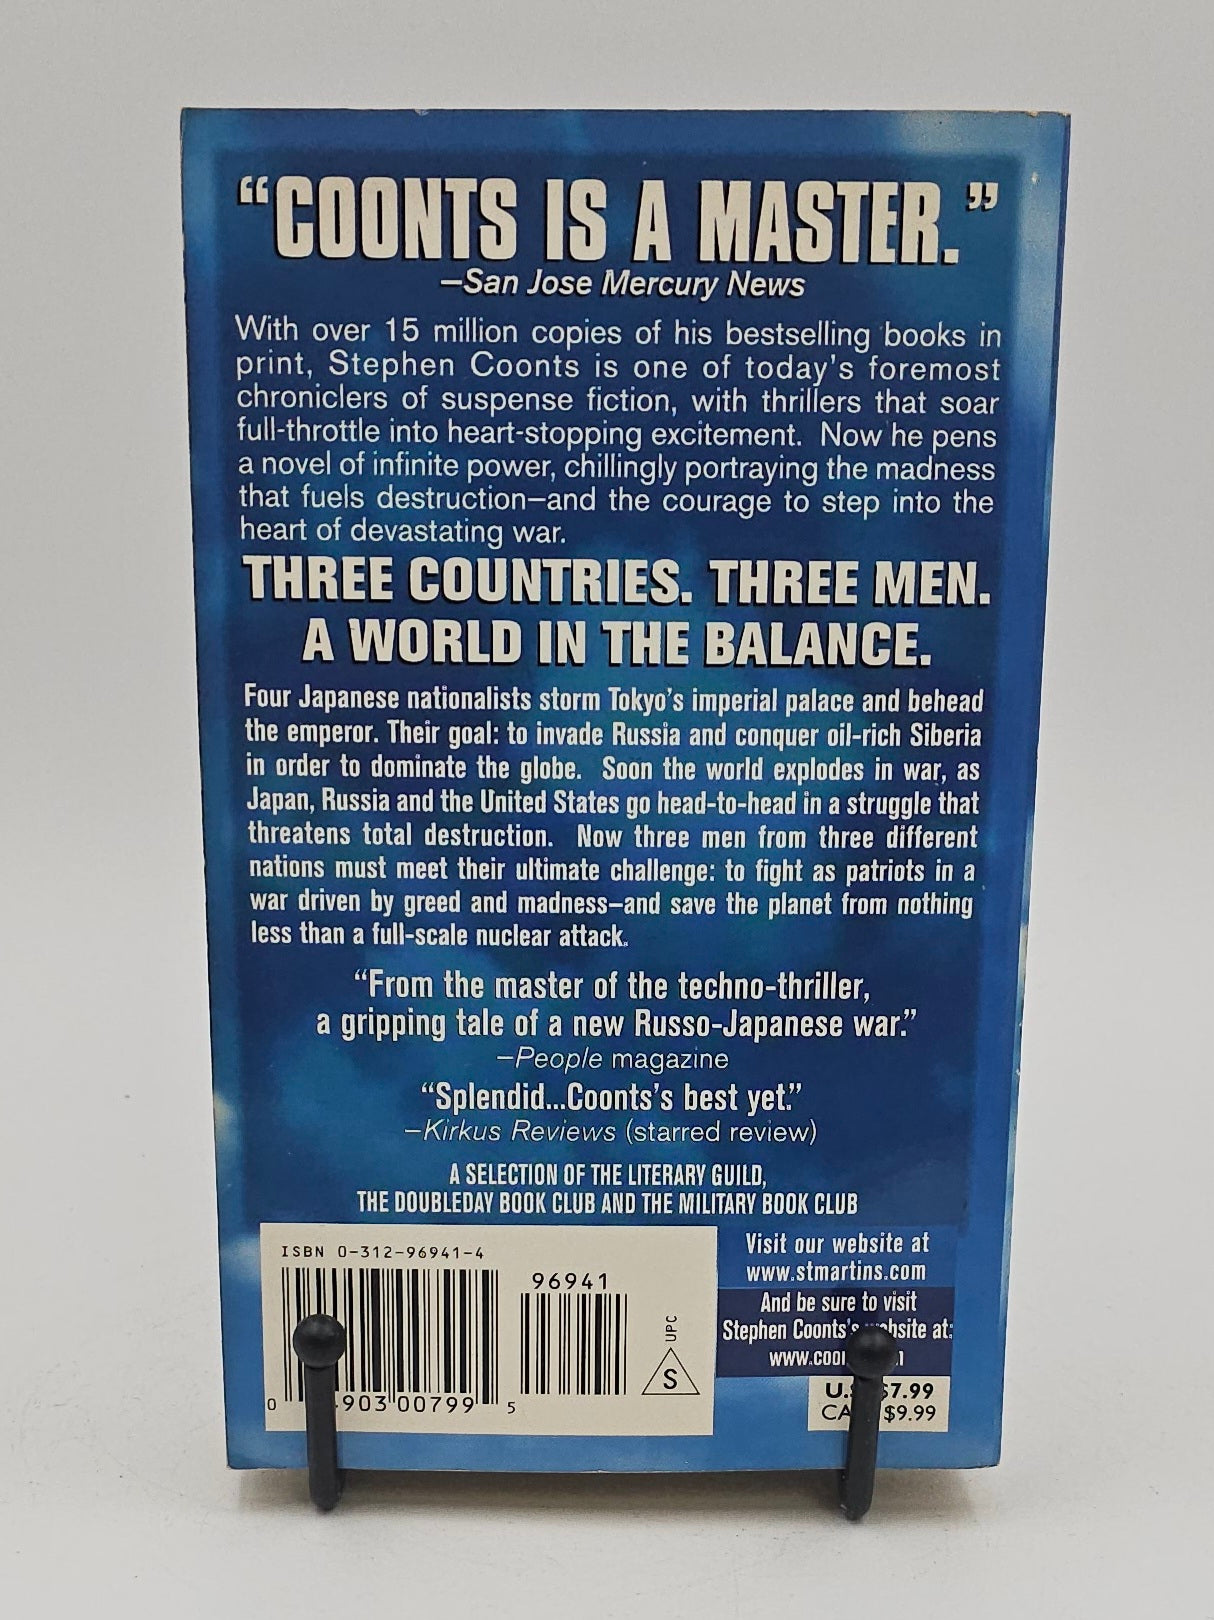 “COONTS IS A MASTER.”
–San Jose Mercury News
With over 15 million copies of his bestselling books in
print, Stephen Coonts is one of today's foremost
chroniclers of suspense fiction, with thrillers that soar
full-throttle into heart-stopping excitement. Now he pens
a novel of infinite power, chillingly portraying the madness
that fuels destruction–and the courage to step into the
heart of devastating war.
THREE COUNTRIES. THREE MEN.
A WORLD IN THE BALANCE.
Four Japanese nationalists storm Tokyo's imperial palace and behead
the emperor. Their goal: to invade Russia and conquer oil-rich Siberia
in order to dominate the globe. Soon the world explodes in war, as
Japan, Russia and the United States go head-to-head in a struggle that
threatens total destruction. Now three men from three different
nations must meet their ultimate challenge: to fight as patriots in a
war driven by greed and madness–and save the planet from nothing
less than a full-scale nuclear attack.
“From the master of the techno-thriller,
a gripping tale of a new Russo-Japanese war.”
–People magazine
“Splendid...Coonts's best yet.”
–Kirkus Reviews (starred review)
A SELECTION OF THE LITERARY GUILD,
THE DOUBLEDAY BOOK CLUB AND THE MILITARY BOOK CLUB
ISBN 0-312-96941-4
96941
UPC
S
0 903 00799 5
Visit our website at
www.stmartins.com
And be sure to visit
Stephen Coonts's website at:
$7.99
$9.99